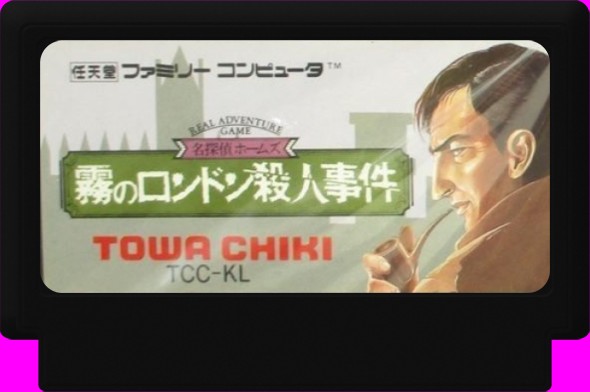 任天堂 ファミリー コンピュータ™
REAL ADVENTURE
GAME
名探偵ホームズ
霧のロンドン殺人事件
TOWA CHIKI
TCC-KL